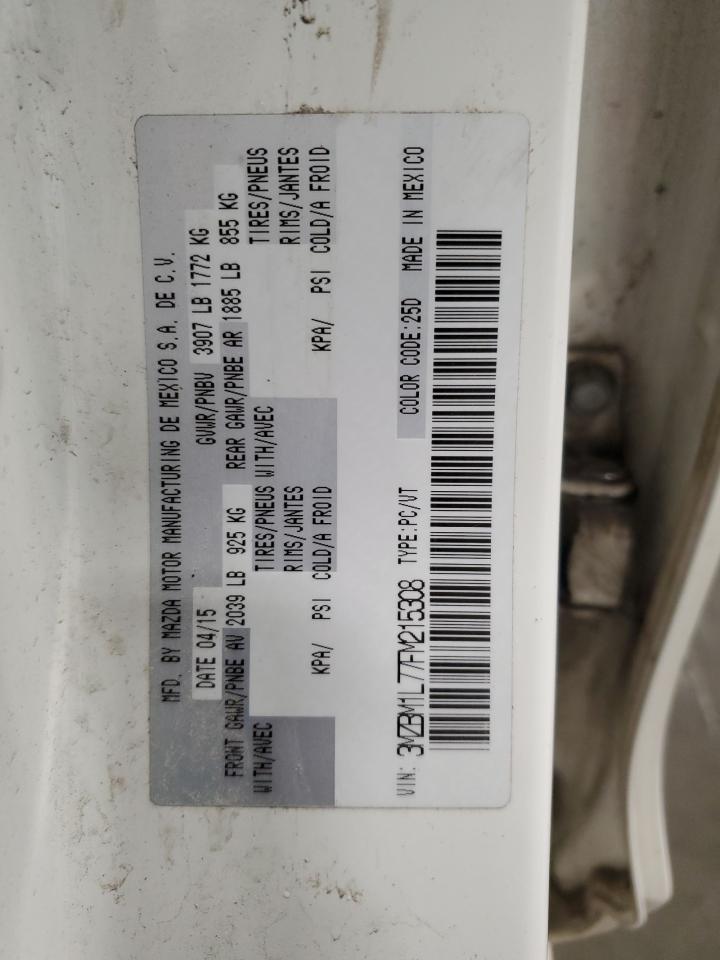 MFD. BY MAZDA MOTOR MANUFACTURING DE MEXICO S.A. DE C.V.
DATE 04/15 GVWR/PNBV 3907 LB 1772 KG
FRONT GAWR/PNBE AV 2039 LB 925 KG REAR GAWR/PNBE AR 1885 LB 855 KG
WITH/AVEC TIRES/PNEUS WITH/AVEC TIRES/PNEUS
RIMS/JANTES RIMS/JANTES
KPA/ PSI COLD/A FROID KPA/ PSI COLD/A FROID
COLOR CODE:25D MADE IN MEXICO
VIN: 3MZBM1L77FM215308 TYPE:PC/VT